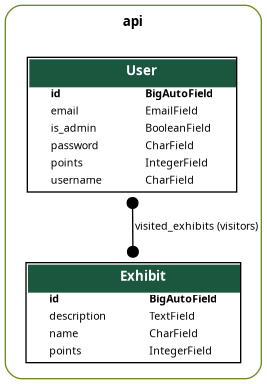 api
User
id BigAutoField
email EmailField
is_admin BooleanField
password CharField
points IntegerField
username CharField
visited_exhibits (visitors)
Exhibit
id BigAutoField
description TextField
name CharField
points IntegerField